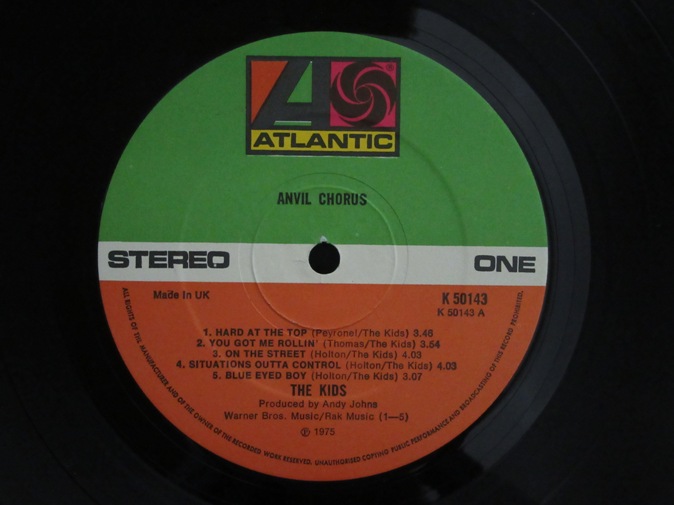 ATLANTIC
ANVIL CHORUS
STEREO ONE
Made in UK
K 50143
K 50143 A
1. HARD AT THE TOP (Peyronel/The Kids) 3.46
2. YOU GOT ME ROLLIN' (Thomas/The Kids) 3.54
3. ON THE STREET (Holton/The Kids) 4.03
4. SITUATIONS OUTTA CONTROL (Holton/The Kids) 4.03
5. BLUE EYED BOY (Holton/The Kids) 3.07
THE KIDS
Produced by Andy Johns
Warner Bros. Music/Rak Music (1—5)
℗ 1975
ALL RIGHTS OF THE MANUFACTURER AND OF THE OWNER OF THE RECORDED WORK RESERVED. UNAUTHORISED COPYING PUBLIC PERFORMANCE AND BROADCASTING OF THIS RECORD PROHIBITED.